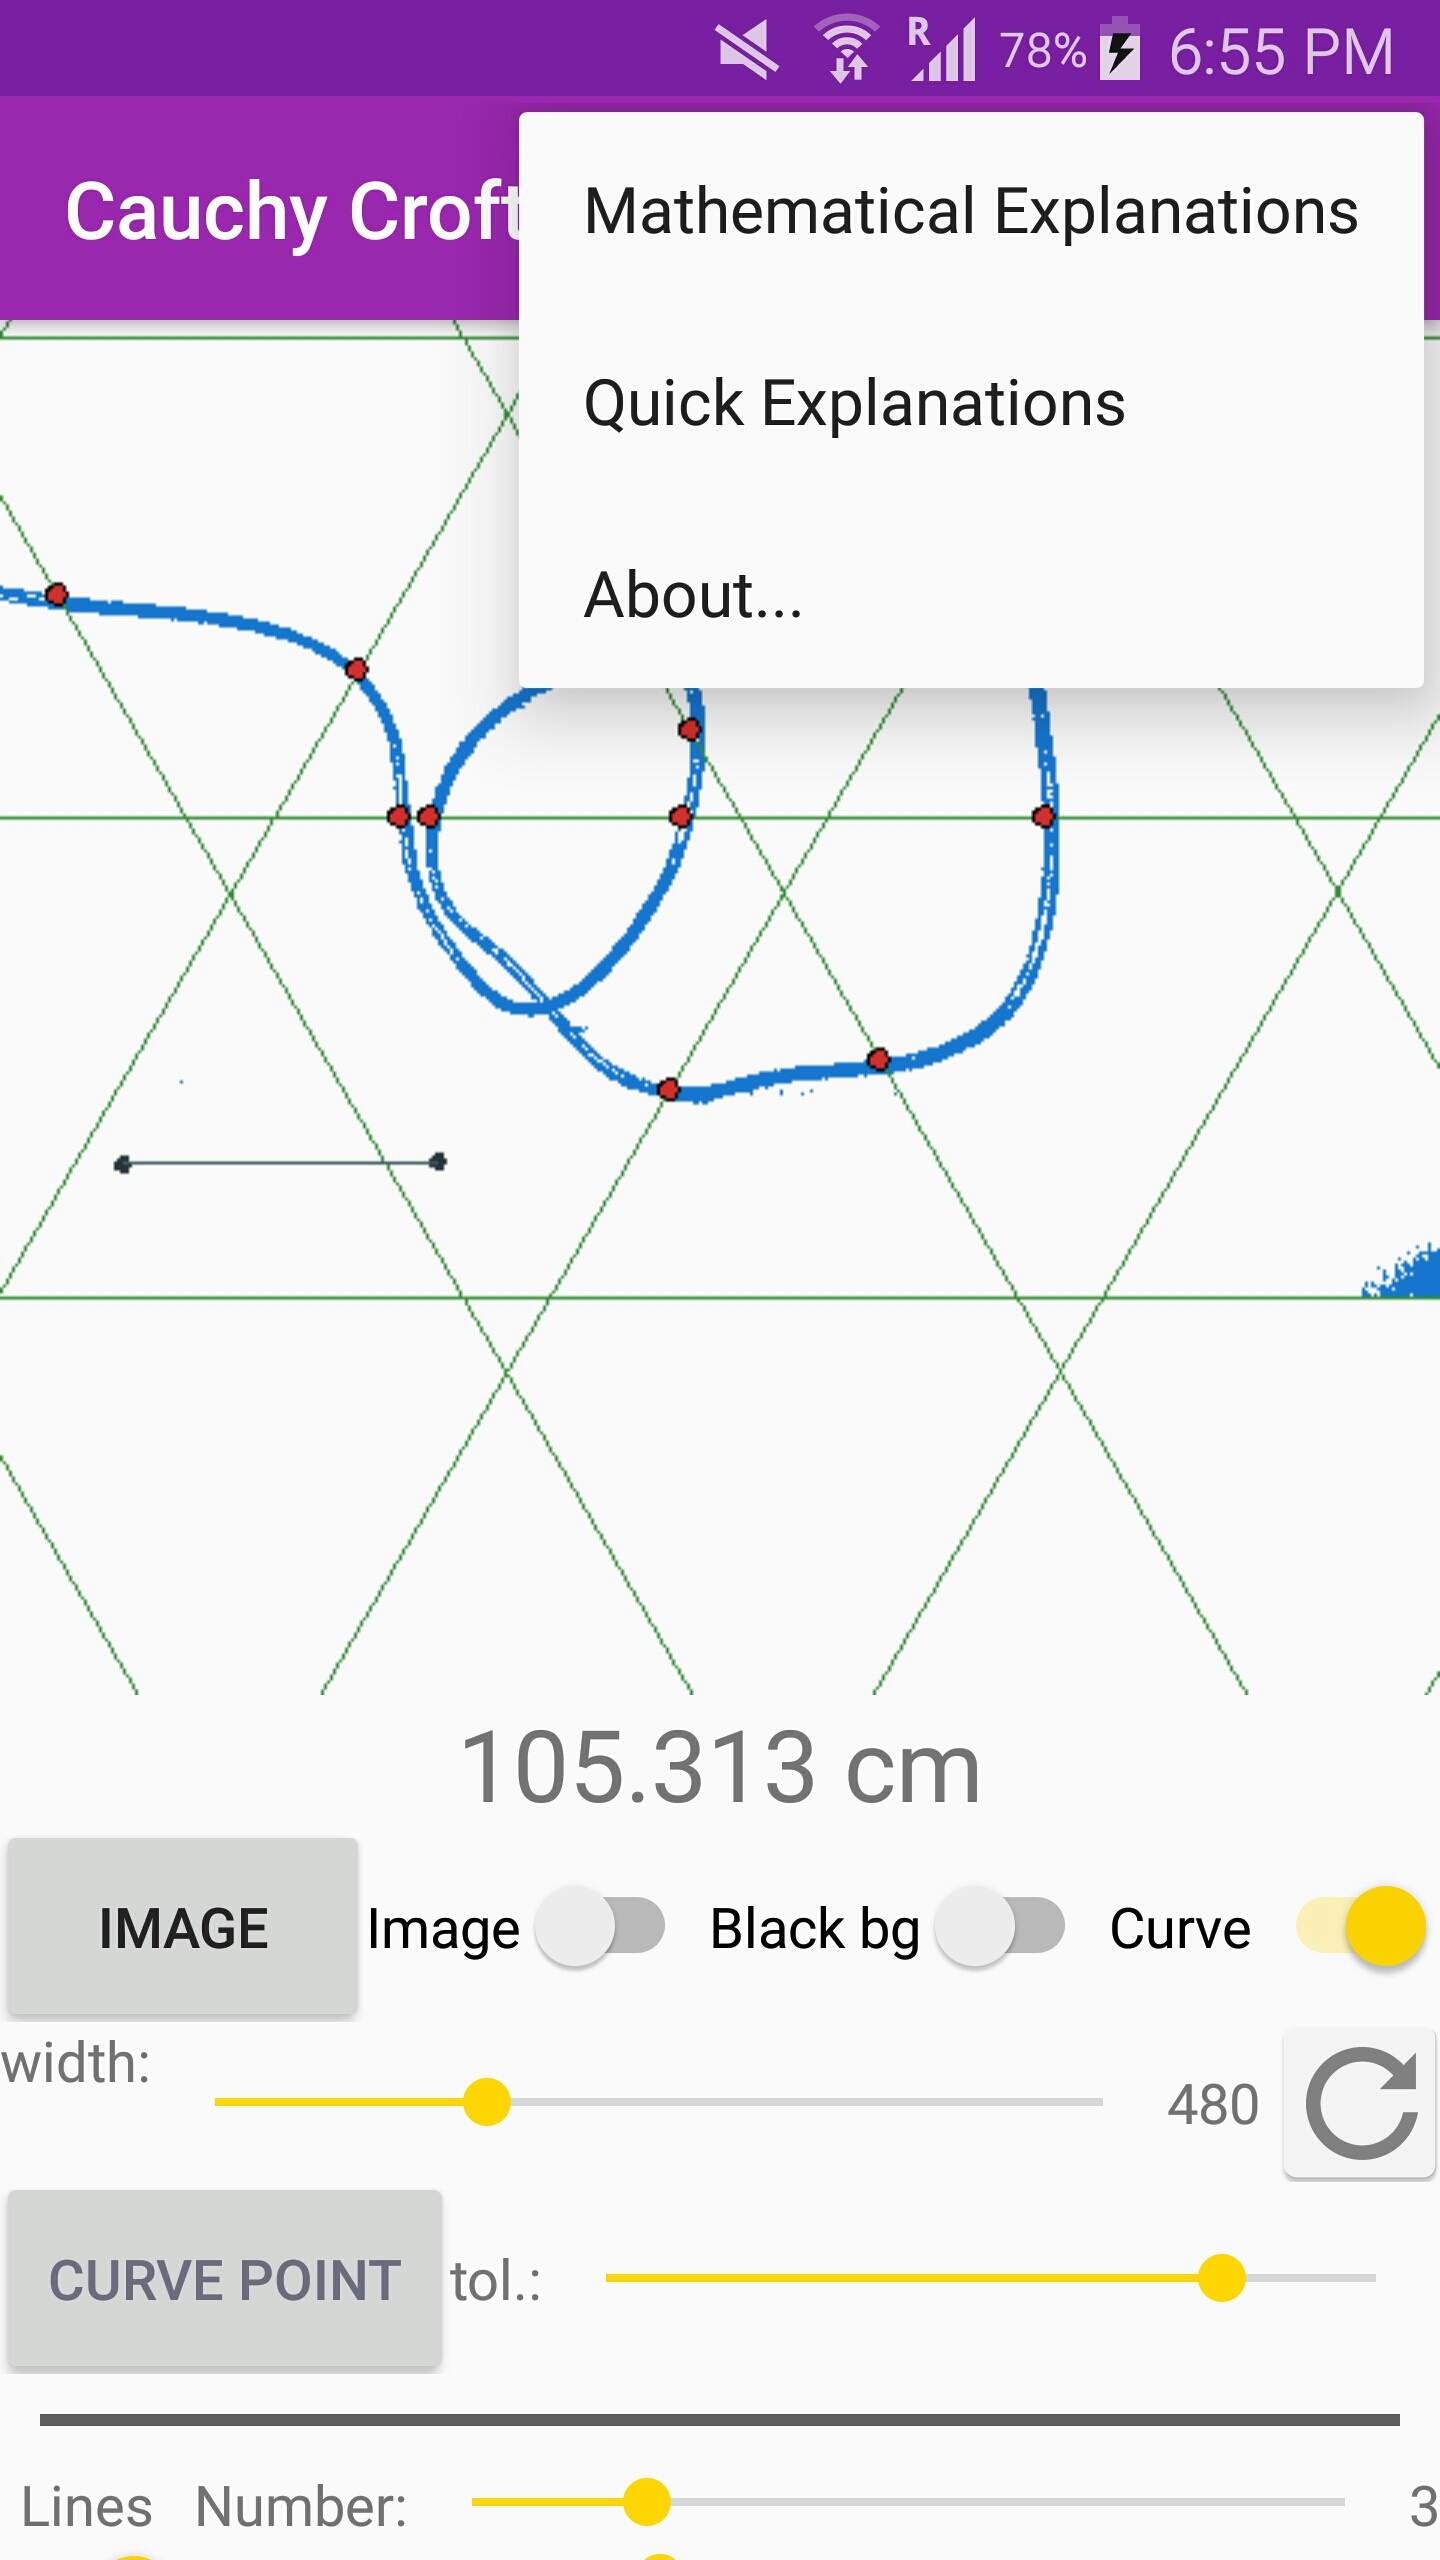 R 78% 6:55 PM
Cauchy Croft
Mathematical Explanations
Quick Explanations
About...
105.313 cm
IMAGE Image Black bg Curve
width: 480
CURVE POINT tol.:
Lines Number: 3